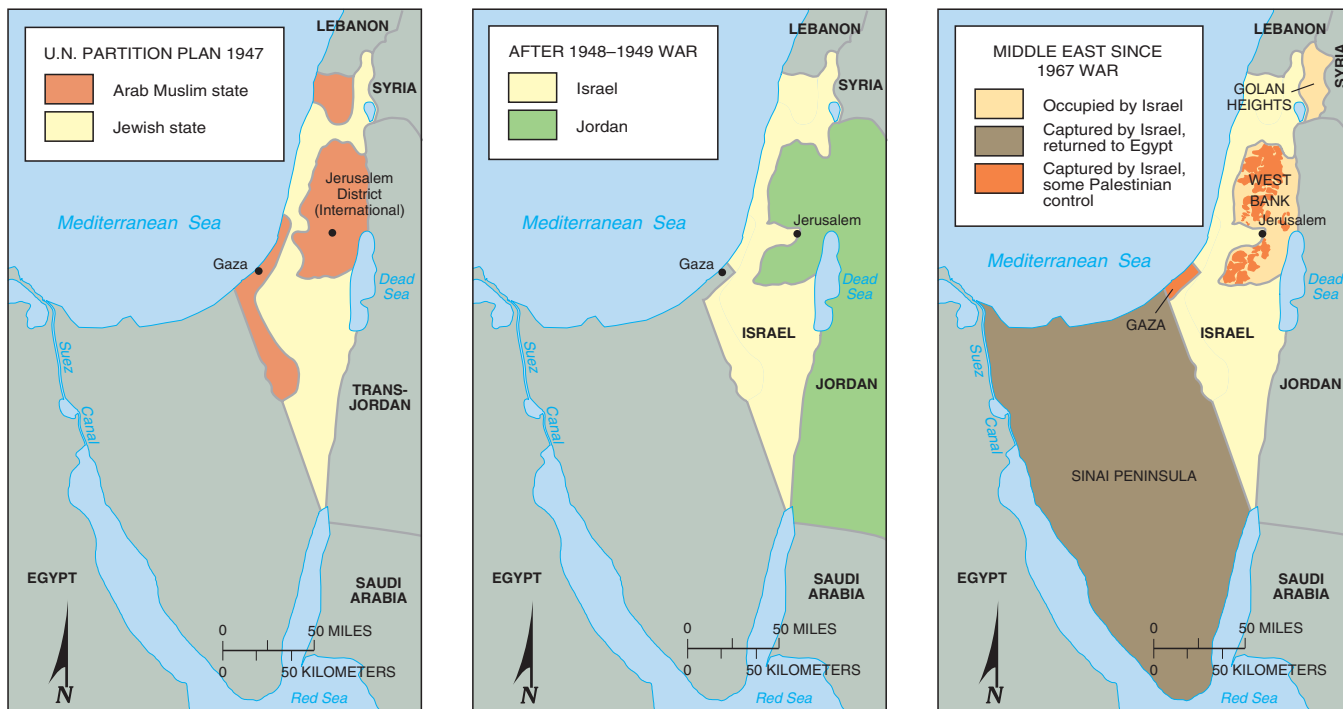 U.N. PARTITION PLAN 1947
Arab Muslim state
Jewish state
LEBANON
SYRIA
Jerusalem
District
(International)
Mediterranean Sea
Gaza
Dead
Sea
Suez
Canal
TRANS-
JORDAN
EGYPT
SAUDI
ARABIA
0
50 MILES
0
50 KILOMETERS
N
Red Sea
AFTER 1948–1949 WAR
Israel
Jordan
LEBANON
SYRIA
Mediterranean Sea
Jerusalem
Gaza
Dead
Sea
ISRAEL
Suez
Canal
JORDAN
EGYPT
SAUDI
ARABIA
0
50 MILES
0
50 KILOMETERS
N
Red Sea
MIDDLE EAST SINCE
1967 WAR
Occupied by Israel
Captured by Israel,
returned to Egypt
Captured by Israel,
some Palestinian
control
LEBANON
SYRIA
GOLAN
HEIGHTS
WEST
BANK
Jerusalem
Mediterranean Sea
Dead
Sea
GAZA
ISRAEL
Suez
Canal
JORDAN
SINAI PENINSULA
EGYPT
SAUDI
ARABIA
0
50 MILES
0
50 KILOMETERS
N
Red Sea